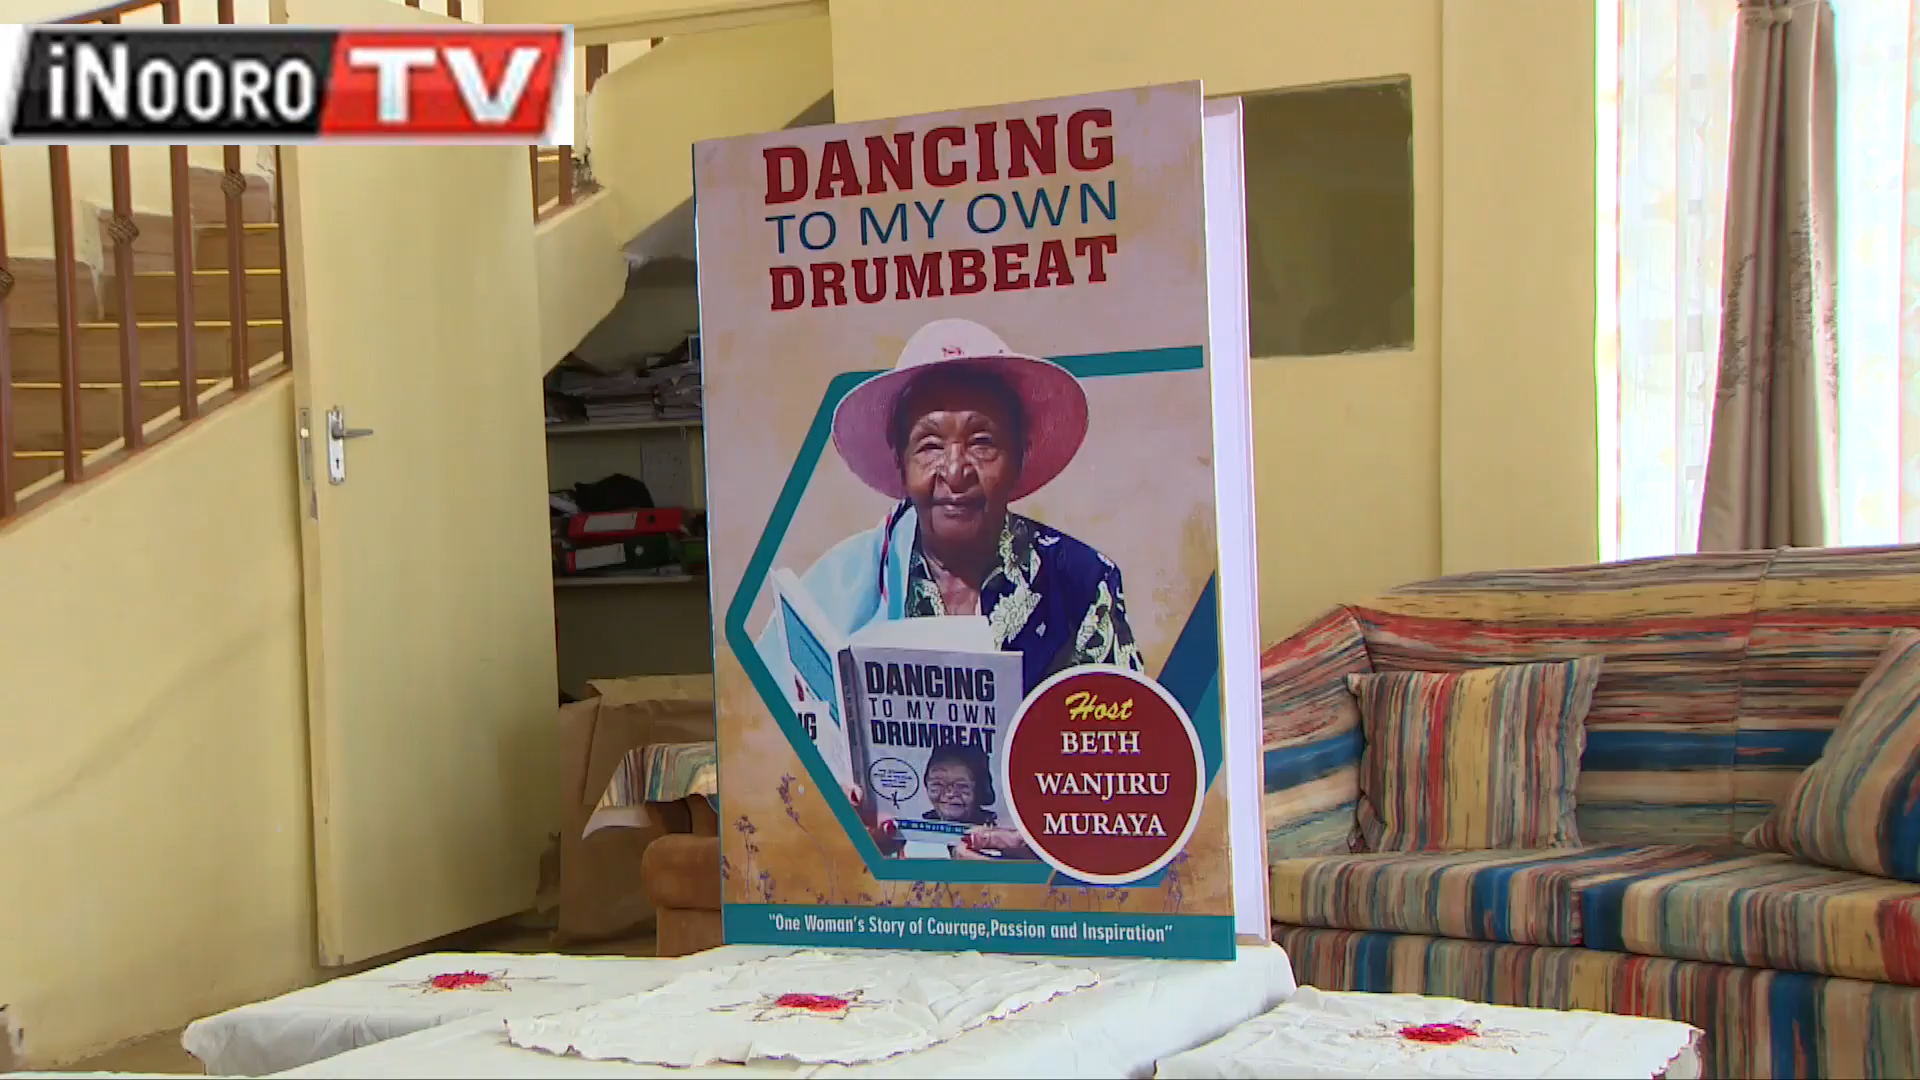 iNOORO TV
DANCING
TO MY OWN
DRUMBEAT
DANCING
TO MY OWN
DRUMBEAT
Host
BETH
WANJIRU
MURAYA
"One Woman's Story of Courage,Passion and Inspiration"